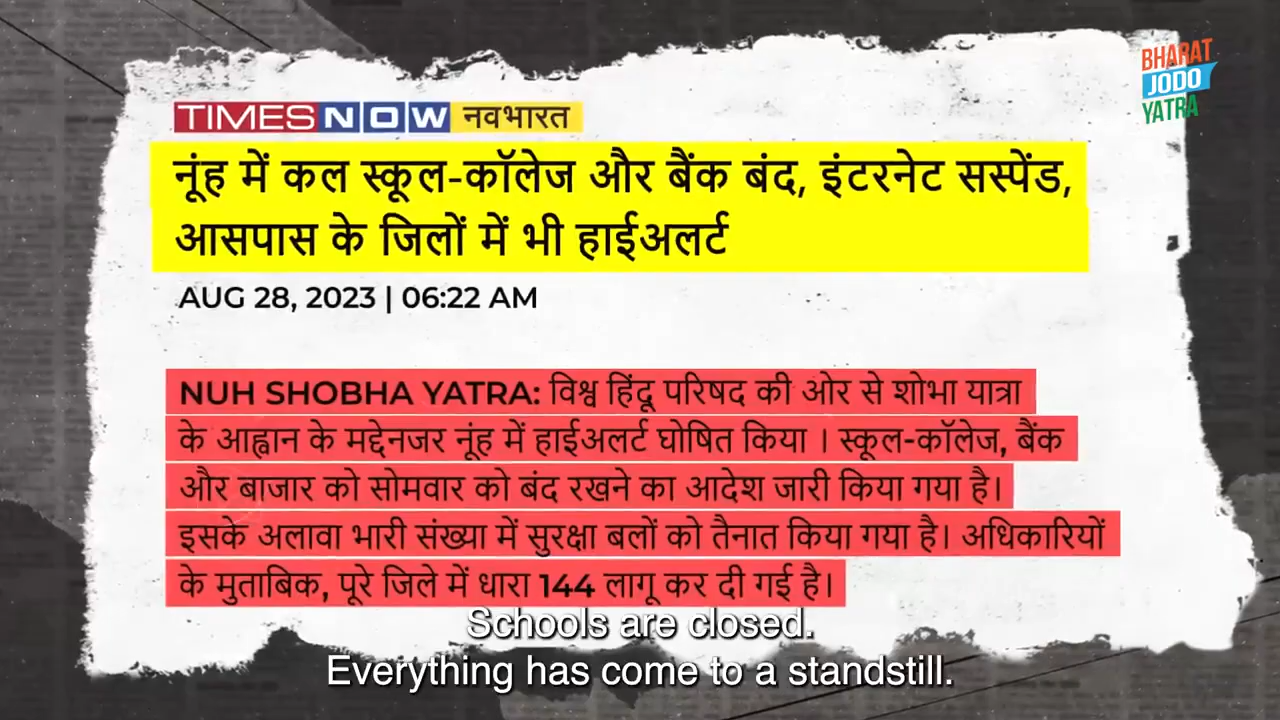 BHARAT
JODO
YATRA
TIMES NOW नवभारत
नूंह में कल स्कूल-कॉलेज और बैंक बंद, इंटरनेट सस्पेंड,
आसपास के जिलों में भी हाईअलर्ट
AUG 28, 2023 | 06:22 AM
NUH SHOBHA YATRA: विश्व हिंदू परिषद की ओर से शोभा यात्रा
के आह्वान के मद्देनजर नूंह में हाईअलर्ट घोषित किया । स्कूल-कॉलेज, बैंक
और बाजार को सोमवार को बंद रखने का आदेश जारी किया गया है।
इसके अलावा भारी संख्या में सुरक्षा बलों को तैनात किया गया है। अधिकारियों
के मुताबिक, पूरे जिले में धारा 144 लागू कर दी गई है।
Schools are closed.
Everything has come to a standstill.